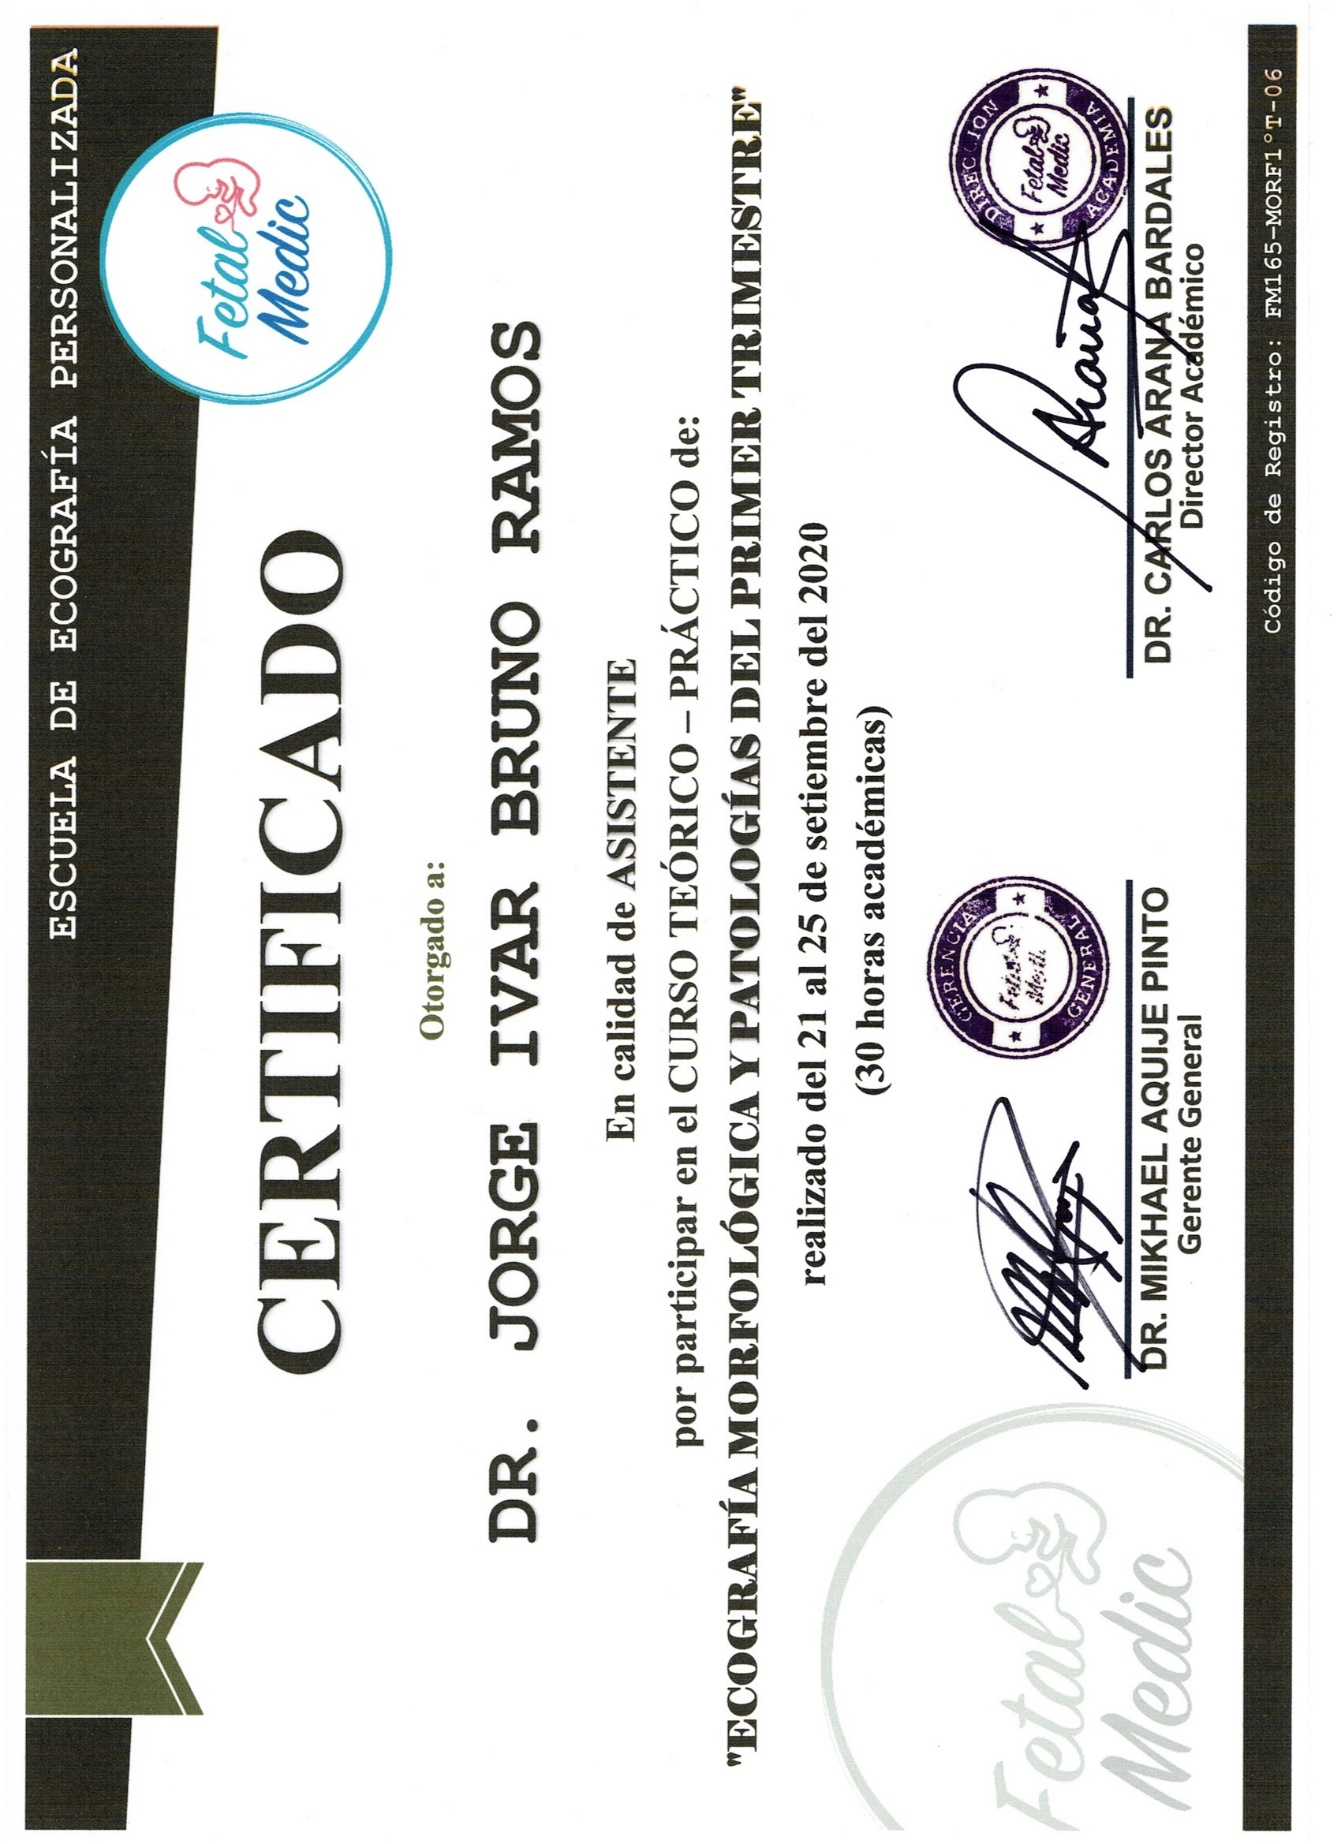 ESCUELA DE ECOGRAFÍA PERSONALIZADA
Fetal
Medic
CERTIFICADO
Otorgado a:
DR. JORGE IVAR BRUNO RAMOS
En calidad de ASISTENTE
por participar en el CURSO TEÓRICO – PRÁCTICO de:
"ECOGRAFÍA MORFOLÓGICA Y PATOLOGÍAS DEL PRIMER TRIMESTRE"
realizado del 21 al 25 de setiembre del 2020
(30 horas académicas)
GERENCIA
GENERAL
DR. MIKHAEL AQUIJE PINTO
Gerente General
DIRECCION
Fetal
Medic
ACADEMIA
Arana
DR. CARLOS ARANA BARDALES
Director Académico
Fetal
Medic
Código de Registro: FM165-MORF1°T-06